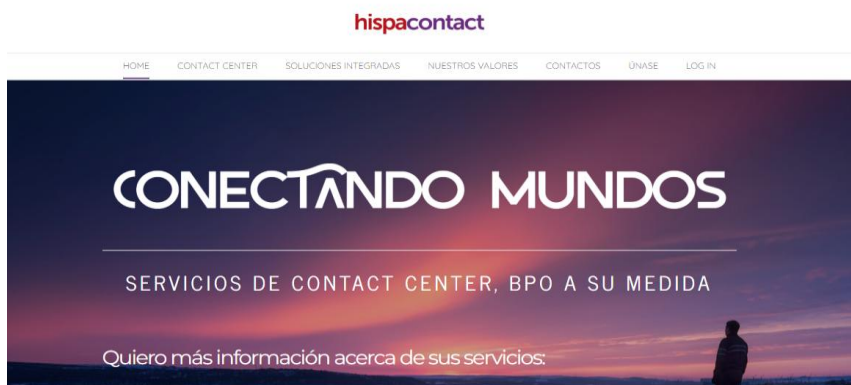 hispacontact
HOME CONTACT CENTER SOLUCIONES INTEGRADAS NUESTROS VALORES CONTACTOS ÚNASE LOG IN
CONECTANDO MUNDOS
SERVICIOS DE CONTACT CENTER, BPO A SU MEDIDA
Quiero más información acerca de sus servicios: